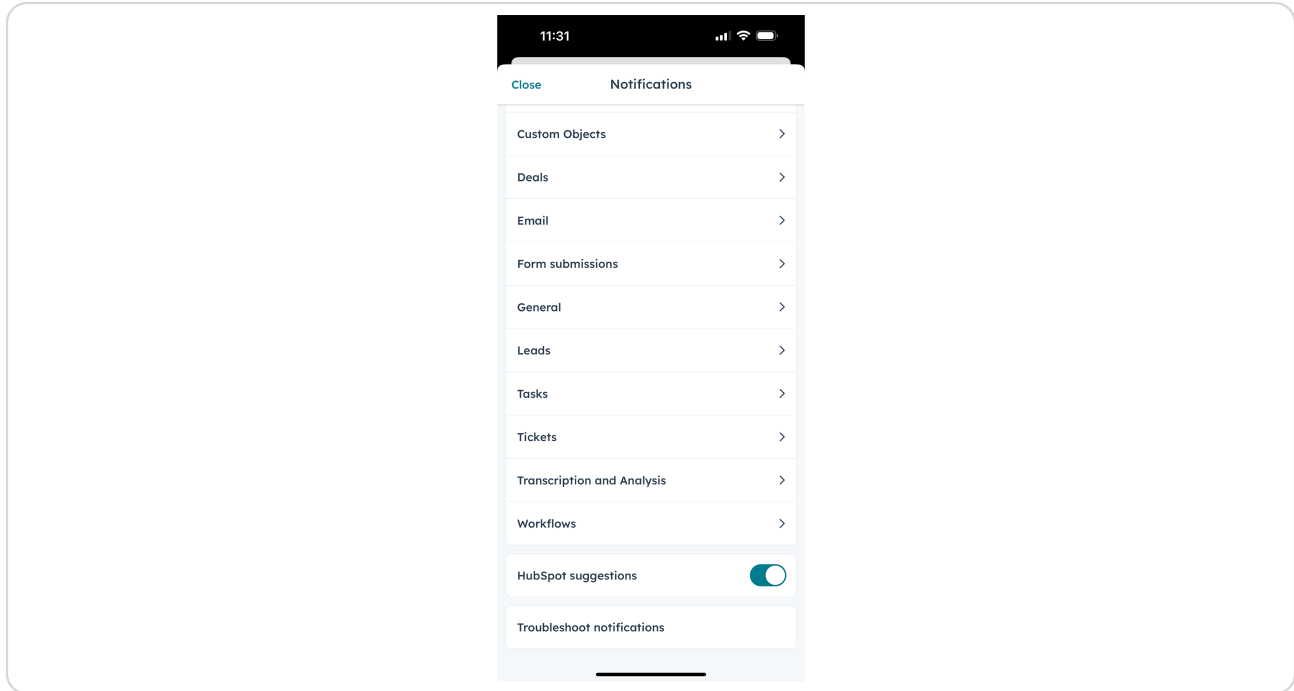 11:31
Close
Notifications
Custom Objects
Deals
Email
Form submissions
General
Leads
Tasks
Tickets
Transcription and Analysis
Workflows
HubSpot suggestions
Troubleshoot notifications